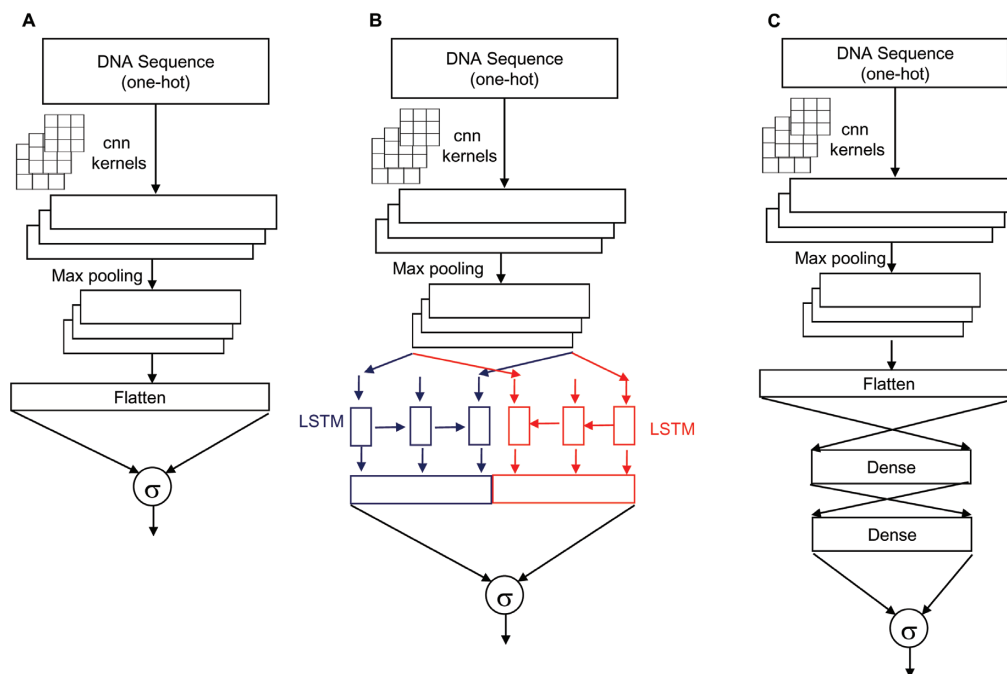 A
DNA Sequence
(one-hot)
cnn
kernels
Max pooling
Flatten
σ
B
DNA Sequence
(one-hot)
cnn
kernels
Max pooling
LSTM
LSTM
σ
C
DNA Sequence
(one-hot)
cnn
kernels
Max pooling
Flatten
Dense
Dense
σ